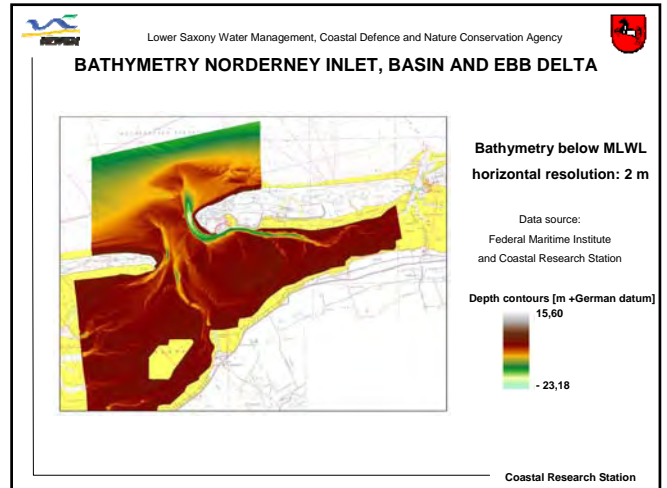 Lower Saxony Water Management, Coastal Defence and Nature Conservation Agency
BATHYMETRY NORDERNEY INLET, BASIN AND EBB DELTA
Bathymetry below MLWL
horizontal resolution: 2 m
Data source:
Federal Maritime Institute
and Coastal Research Station
Depth contours [m +German datum]
15,60
- 23,18
Coastal Research Station